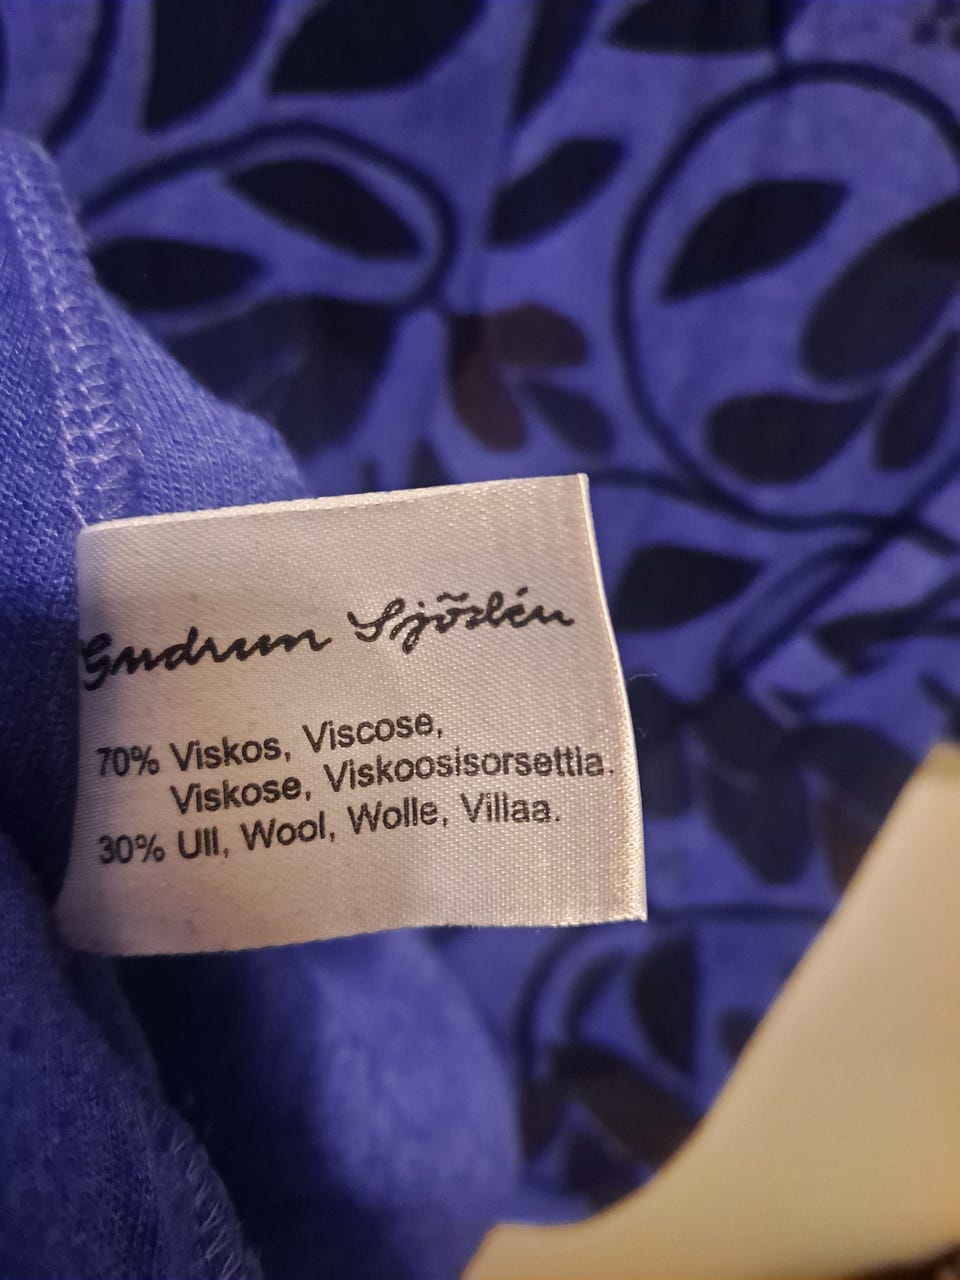 Gudrun Sjödén
70% Viskos, Viscose,
Viskose, Viskoosisorsettia.
30% Ull, Wool, Wolle, Villaa.